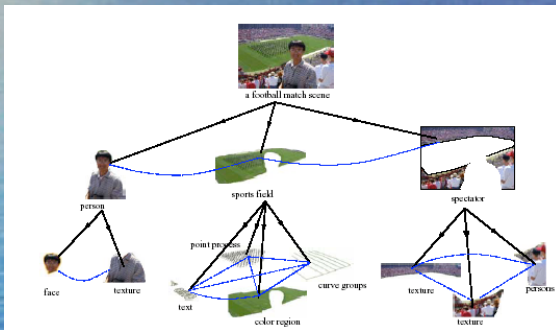 a football match scene
person
sports field
spectator
point process
face
texture
text
curve groups
color region
texture
texture
persons